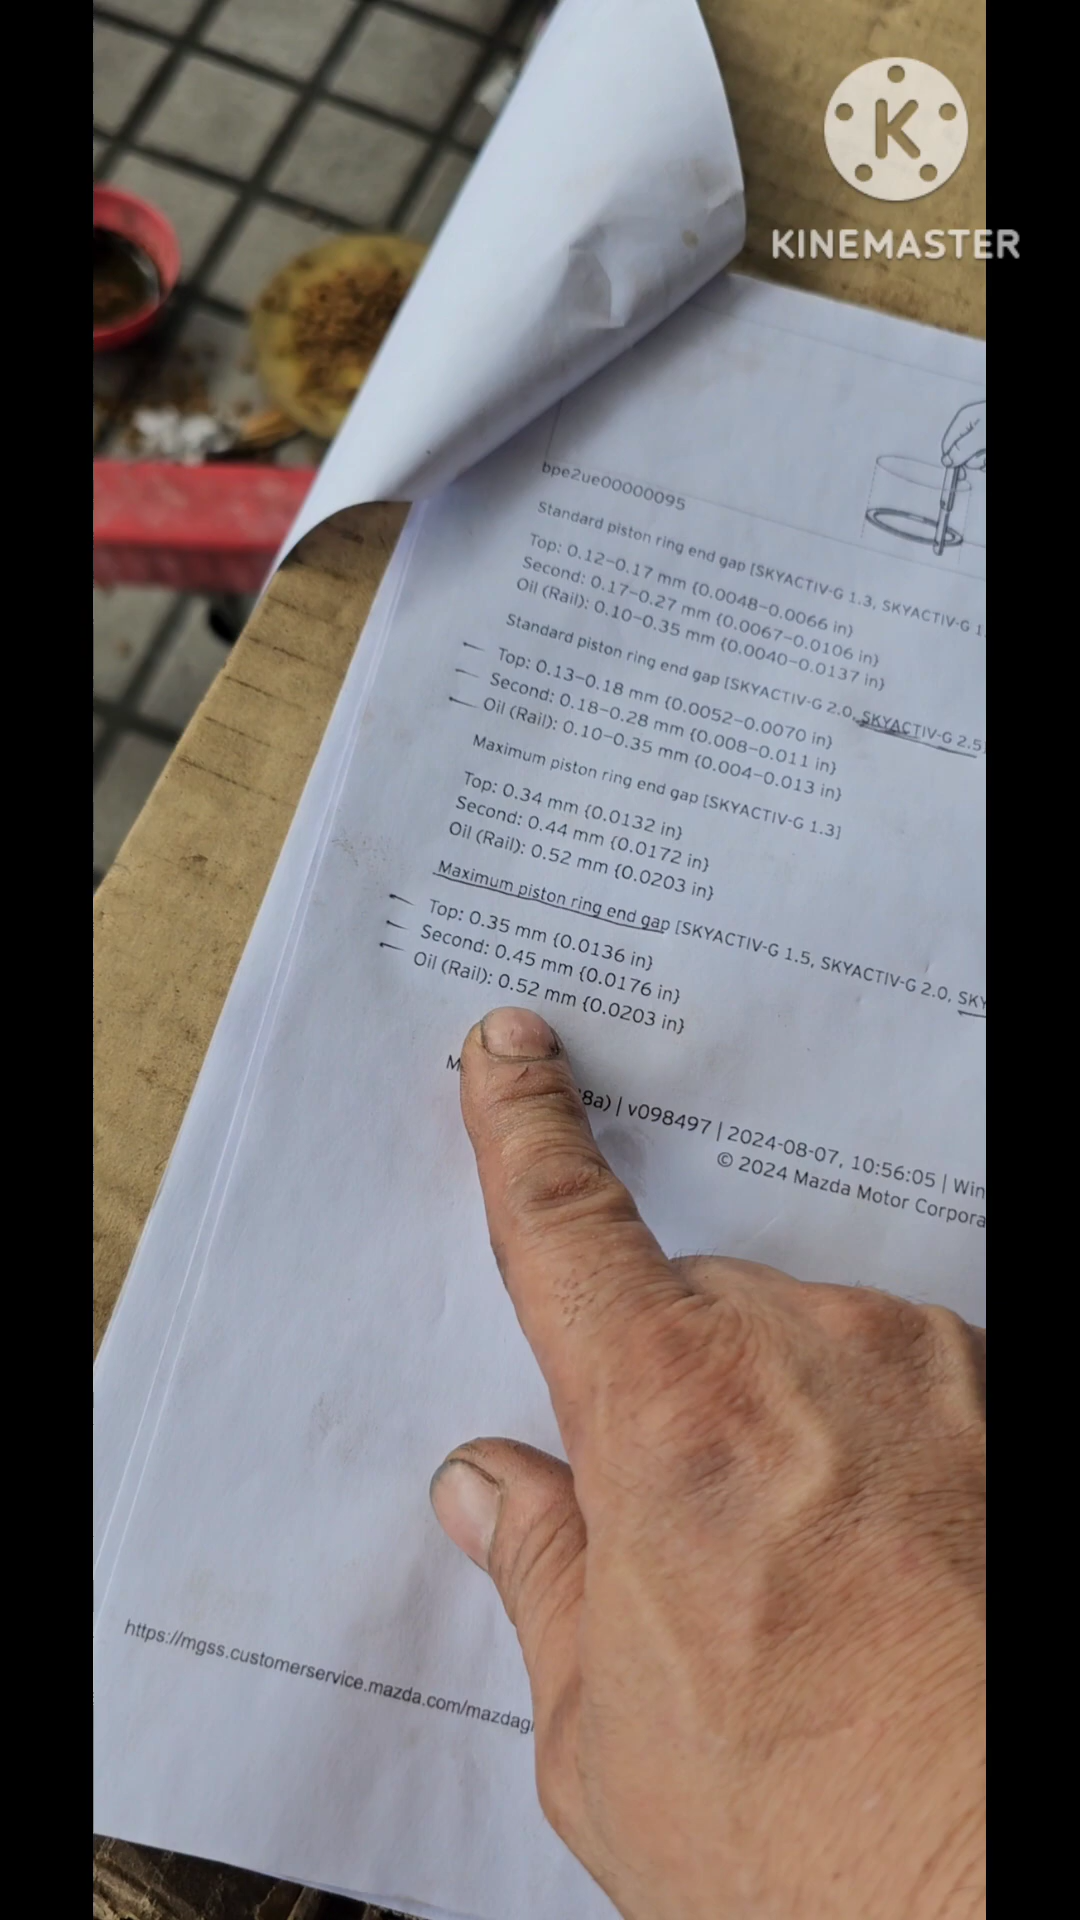 KINEMASTER
bpe2ue00000095
Standard piston ring end gap [SKYACTIV-G 1.3, SKYACTIV-G 1.
Top: 0.12–0.17 mm {0.0048–0.0066 in}
Second: 0.17–0.27 mm {0.0067–0.0106 in}
Oil (Rail): 0.10–0.35 mm {0.0040–0.0137 in}
Standard piston ring end gap [SKYACTIV-G 2.0, SKYACTIV-G 2.5]
Top: 0.13–0.18 mm {0.0052–0.0070 in}
Second: 0.18–0.28 mm {0.008–0.011 in}
Oil (Rail): 0.10–0.35 mm {0.004–0.013 in}
Maximum piston ring end gap [SKYACTIV-G 1.3]
Top: 0.34 mm {0.0132 in}
Second: 0.44 mm {0.0172 in}
Oil (Rail): 0.52 mm {0.0203 in}
Maximum piston ring end gap [SKYACTIV-G 1.5, SKYACTIV-G 2.0, SKY
Top: 0.35 mm {0.0136 in}
Second: 0.45 mm {0.0176 in}
Oil (Rail): 0.52 mm {0.0203 in}
8a) | v098497 | 2024-08-07, 10:56:05 | Win
© 2024 Mazda Motor Corpora
https://mgss.customerservice.mazda.com/mazdagl